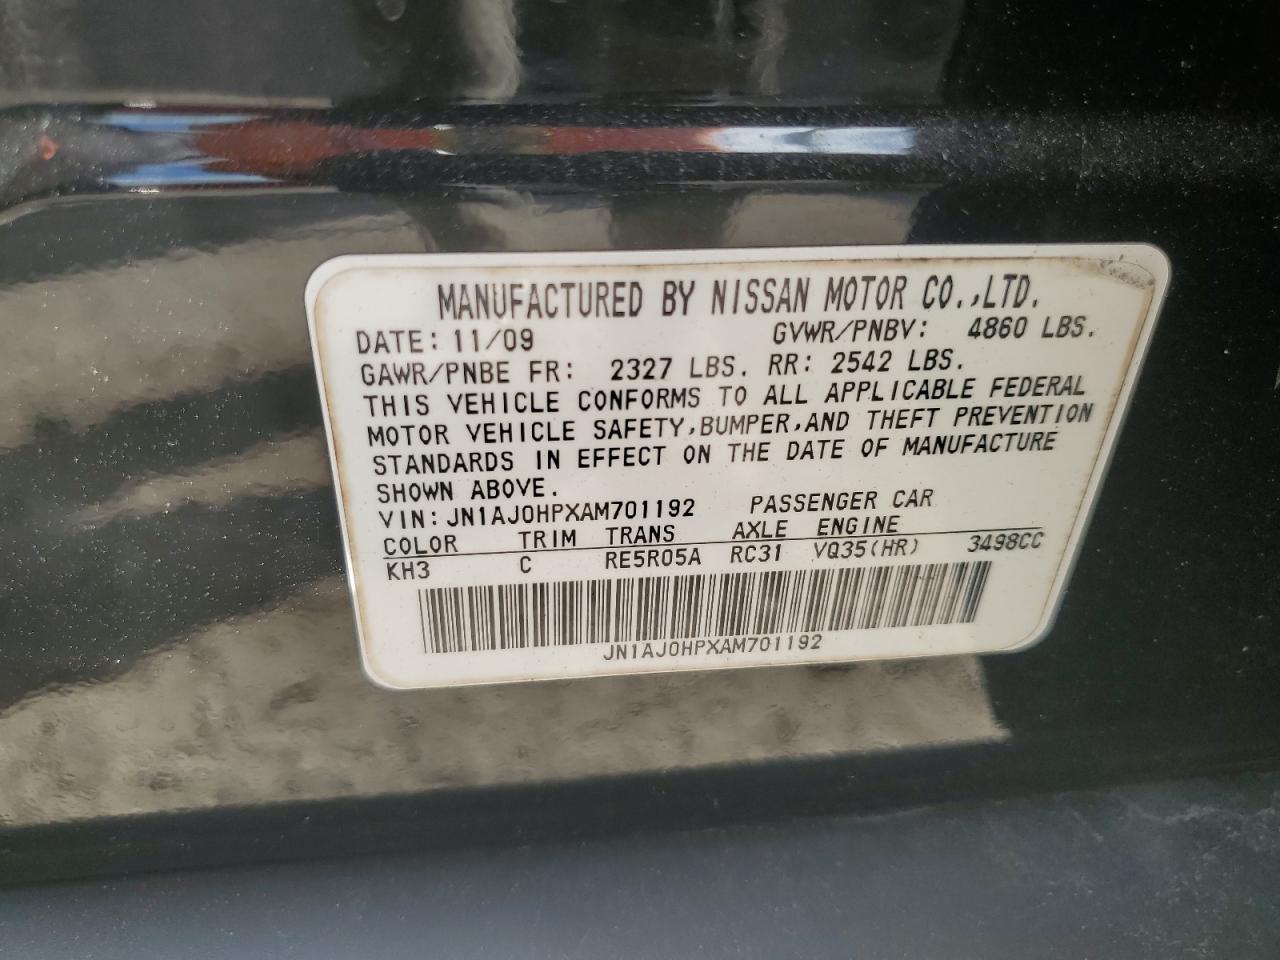 MANUFACTURED BY NISSAN MOTOR CO.,LTD.
DATE: 11/09 GVWR/PNBV: 4860 LBS.
GAWR/PNBE FR: 2327 LBS. RR: 2542 LBS.
THIS VEHICLE CONFORMS TO ALL APPLICABLE FEDERAL
MOTOR VEHICLE SAFETY,BUMPER,AND THEFT PREVENTION
STANDARDS IN EFFECT ON THE DATE OF MANUFACTURE
SHOWN ABOVE.
VIN: JN1AJ0HPXAM701192 PASSENGER CAR
COLOR TRIM TRANS AXLE ENGINE
KH3 C RE5R05A RC31 VQ35(HR) 3498CC
JN1AJ0HPXAM701192